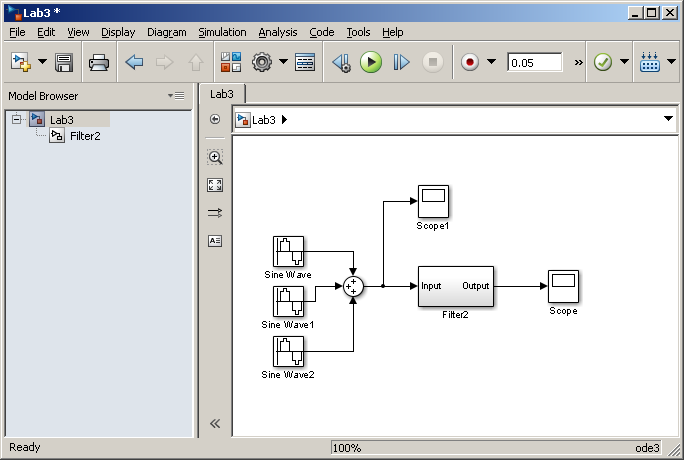 Lab3 *
File Edit View Display Diagram Simulation Analysis Code Tools Help
0.05 »
Model Browser
Lab3
Lab3
Filter2
Lab3
Scope1
Sine Wave
Sine Wave1
Input Output
Filter2
Scope
Sine Wave2
Ready 100% ode3